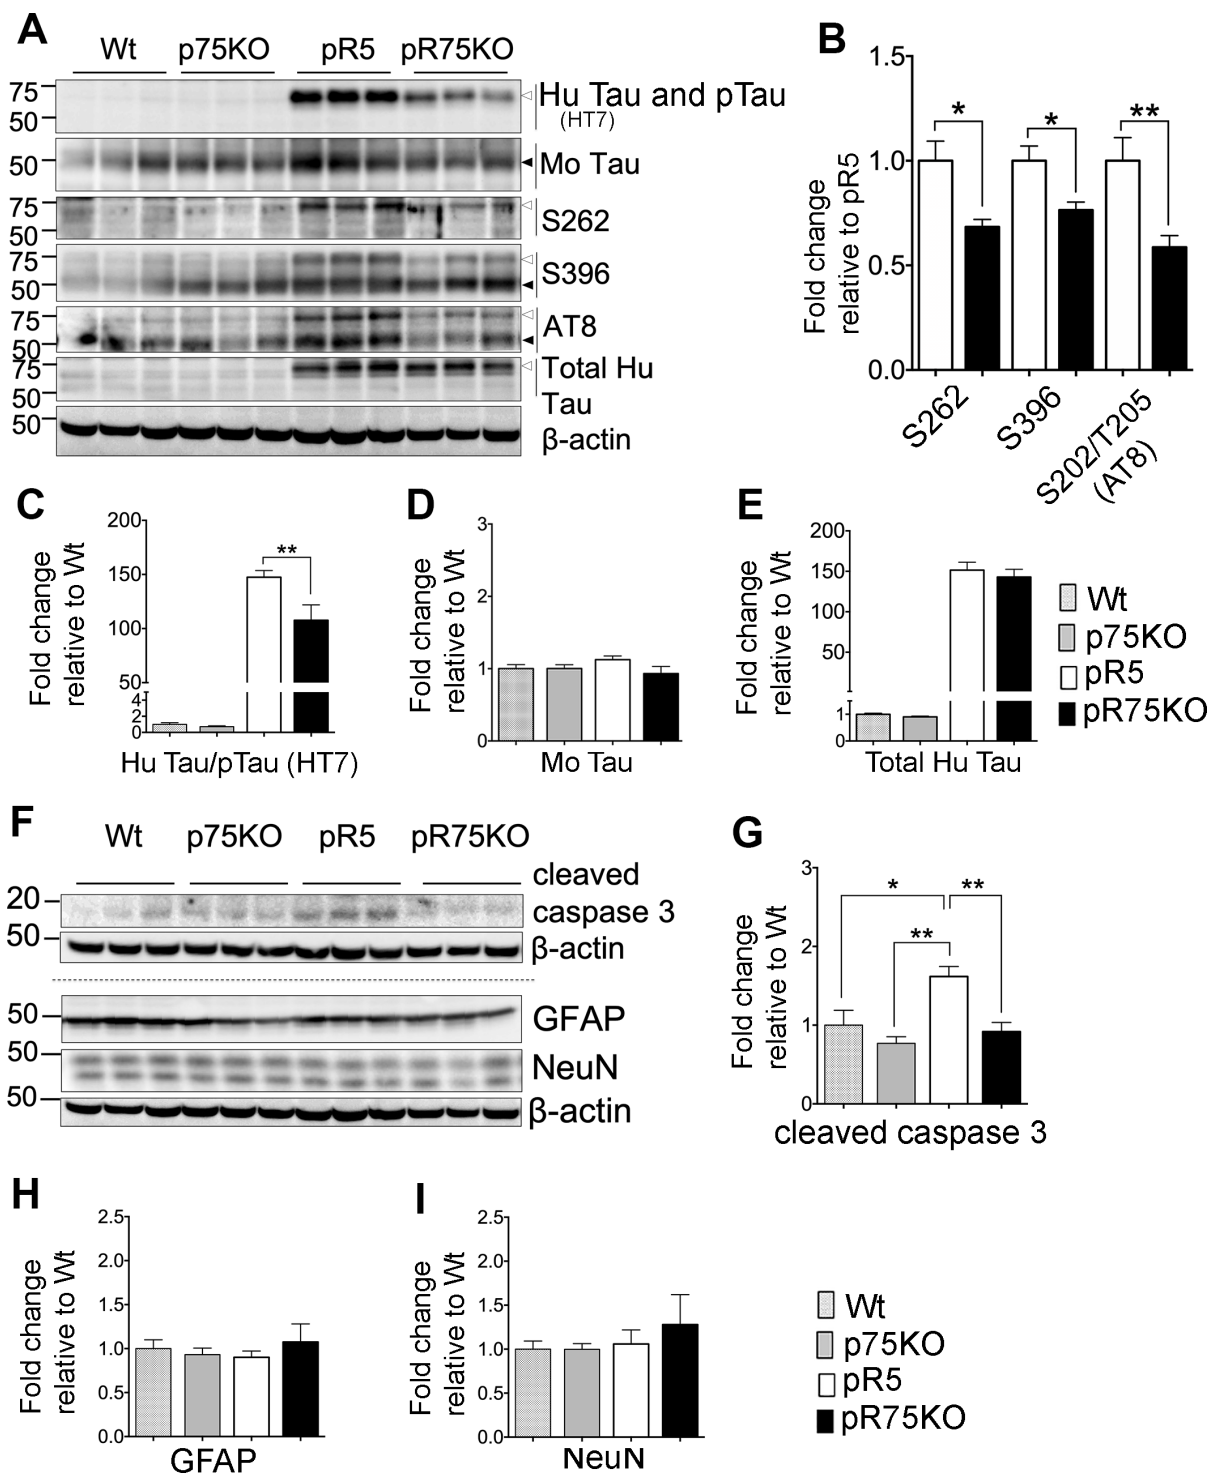 A
Wt p75KO pR5 pR75KO
75
50
Hu Tau and pTau
(HT7)
50
Mo Tau
75
50
S262
75
50
S396
75
50
AT8
75
50
Total Hu
Tau
50
β-actin
B
Fold change
relative to pR5
1.5
1.0
0.5
0.0
* * **
S262
S396
S202/T205
(AT8)
C
Fold change
relative to Wt
200
150
100
50
4
2
0
**
Hu Tau/pTau (HT7)
D
Fold change
relative to Wt
3
2
1
0
Mo Tau
E
Fold change
relative to Wt
200
150
100
50
1
0
Total Hu Tau
Wt
p75KO
pR5
pR75KO
F
Wt p75KO pR5 pR75KO
20
cleaved
caspase 3
50
β-actin
50
GFAP
50
NeuN
50
β-actin
G
Fold change
relative to Wt
3
2
1
0
* **
**
cleaved caspase 3
H
Fold change
relative to Wt
2.5
2.0
1.5
1.0
0.5
0.0
GFAP
I
Fold change
relative to Wt
2.5
2.0
1.5
1.0
0.5
0.0
NeuN
Wt
p75KO
pR5
pR75KO